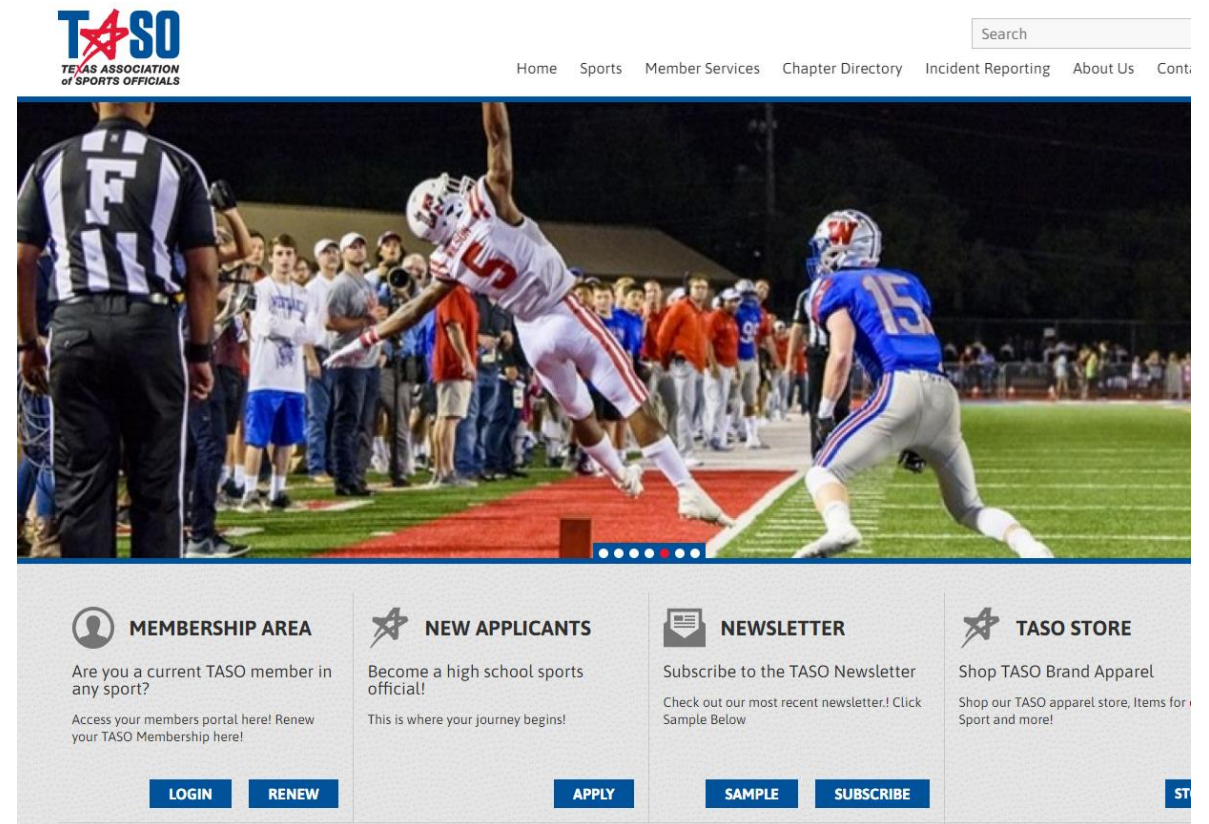 TASO
TEXAS ASSOCIATION
of SPORTS OFFICIALS
Search
Home Sports Member Services Chapter Directory Incident Reporting About Us Conta
F
WILSON
5
W
15
MEMBERSHIP AREA
Are you a current TASO member in
any sport?
Access your members portal here! Renew
your TASO Membership here!
LOGIN RENEW
NEW APPLICANTS
Become a high school sports
official!
This is where your journey begins!
APPLY
NEWSLETTER
Subscribe to the TASO Newsletter
Check out our most recent newsletter.! Click
Sample Below
SAMPLE SUBSCRIBE
TASO STORE
Shop TASO Brand Apparel
Shop our TASO apparel store, Items for
Sport and more!